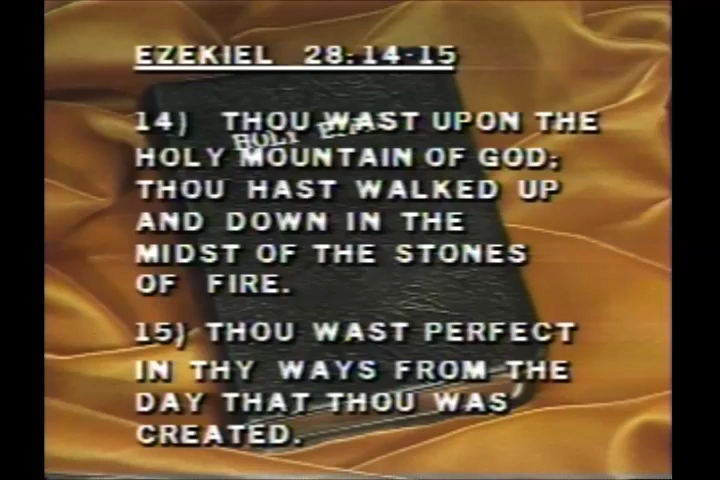 EZEKIEL 28:14-15
14) THOU WAST UPON THE
HOLY MOUNTAIN OF GOD;
THOU HAST WALKED UP
AND DOWN IN THE
MIDST OF THE STONES
OF FIRE.
15) THOU WAST PERFECT
IN THY WAYS FROM THE
DAY THAT THOU WAS
CREATED.
HOLY